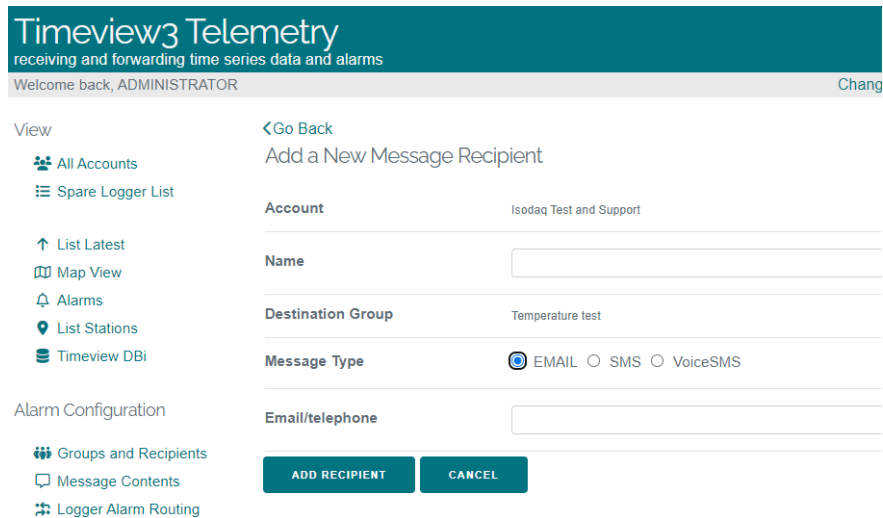 Timeview3 Telemetry
receiving and forwarding time series data and alarms
Welcome back, ADMINISTRATOR
Chang
View
All Accounts
Spare Logger List
List Latest
Map View
Alarms
List Stations
Timeview DBi
Alarm Configuration
Groups and Recipients
Message Contents
Logger Alarm Routing
Go Back
Add a New Message Recipient
Account Isodaq Test and Support
Name
Destination Group Temperature test
Message Type EMAIL SMS VoiceSMS
Email/telephone
ADD RECIPIENT CANCEL